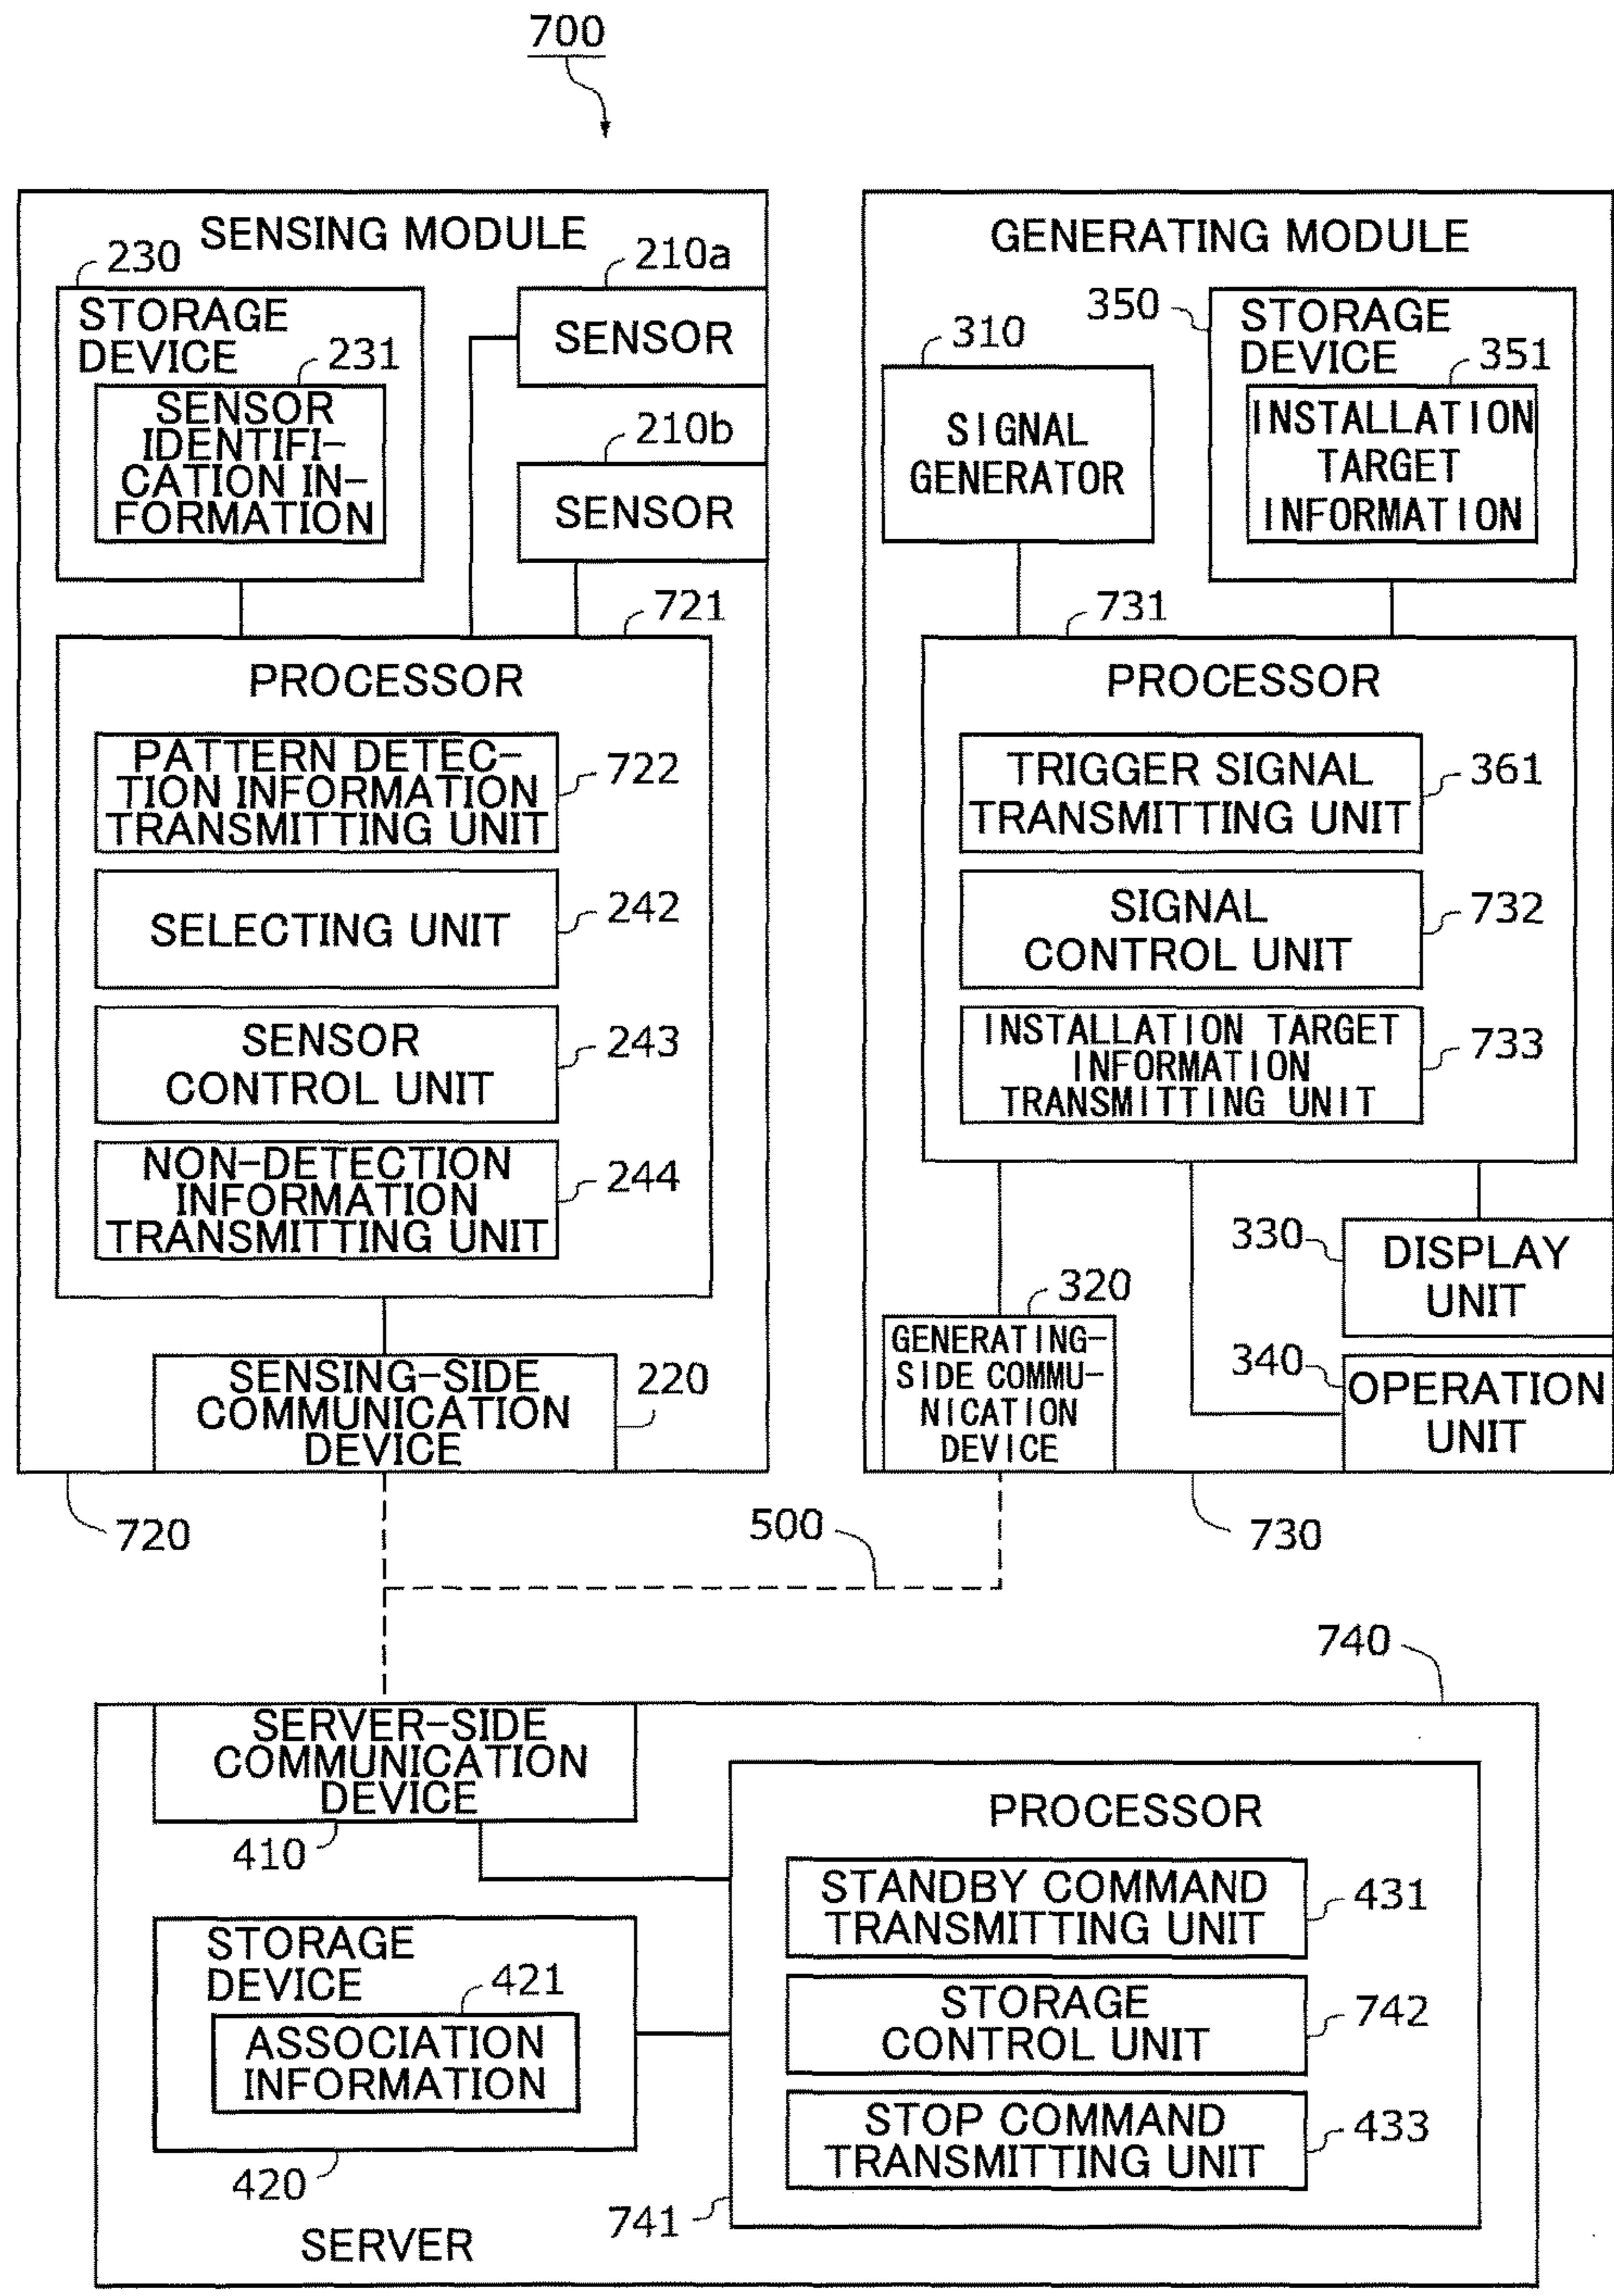 700
SENSING MODULE
230
STORAGE
DEVICE
231
SENSOR
IDENTIFI-
CATION IN-
FORMATION
210a
SENSOR
210b
SENSOR
721
PROCESSOR
PATTERN DETEC-
TION INFORMATION
TRANSMITTING UNIT
722
SELECTING UNIT
242
SENSOR
CONTROL UNIT
243
NON-DETECTION
INFORMATION
TRANSMITTING UNIT
244
SENSING-SIDE
COMMUNICATION
DEVICE
220
720
GENERATING MODULE
310
SIGNAL
GENERATOR
350
STORAGE
DEVICE
351
INSTALLATION
TARGET
INFORMATION
731
PROCESSOR
TRIGGER SIGNAL
TRANSMITTING UNIT
361
SIGNAL
CONTROL UNIT
732
INSTALLATION TARGET
INFORMATION
TRANSMITTING UNIT
733
330
DISPLAY
UNIT
320
GENERATING-
SIDE COMMU-
NICATION
DEVICE
340
OPERATION
UNIT
730
500
740
SERVER-SIDE
COMMUNICATION
DEVICE
410
STORAGE
DEVICE
421
ASSOCIATION
INFORMATION
420
PROCESSOR
STANDBY COMMAND
TRANSMITTING UNIT
431
STORAGE
CONTROL UNIT
742
STOP COMMAND
TRANSMITTING UNIT
433
741
SERVER